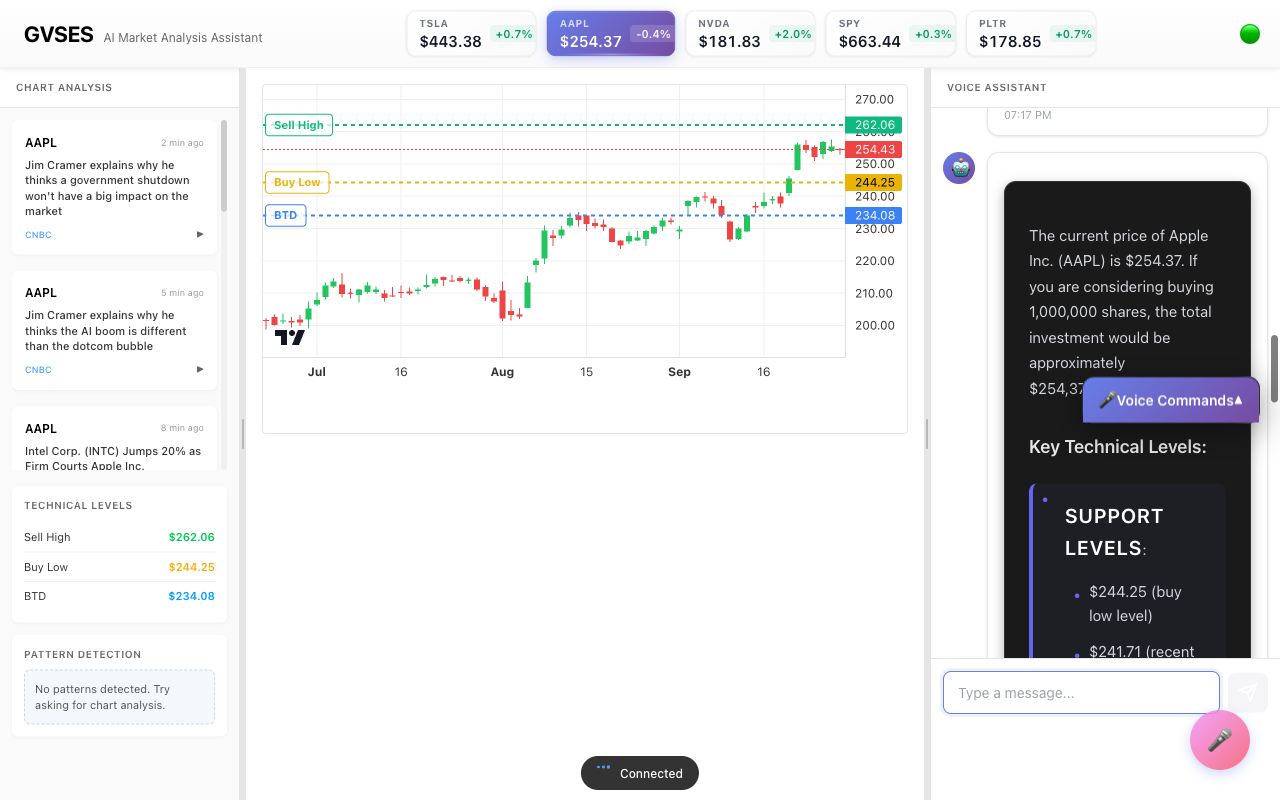 GVSES AI Market Analysis Assistant
TSLA
$443.38 +0.7%
AAPL
$254.37 -0.4%
NVDA
$181.83 +2.0%
SPY
$663.44 +0.3%
PLTR
$178.85 +0.7%
CHART ANALYSIS
AAPL 2 min ago
Jim Cramer explains why he
thinks a government shutdown
won't have a big impact on the
market
CNBC
AAPL 5 min ago
Jim Cramer explains why he
thinks the AI boom is different
than the dotcom bubble
CNBC
AAPL 8 min ago
Intel Corp. (INTC) Jumps 20% as
Firm Courts Apple Inc.
TECHNICAL LEVELS
Sell High $262.06
Buy Low $244.25
BTD $234.08
PATTERN DETECTION
No patterns detected. Try
asking for chart analysis.
Sell High
Buy Low
BTD
270.00
262.06
254.43
250.00
244.25
240.00
234.08
230.00
220.00
210.00
200.00
Jul 16 Aug 15 Sep 16
Connected
VOICE ASSISTANT
07:17 PM
The current price of Apple
Inc. (AAPL) is $254.37. If
you are considering buying
1,000,000 shares, the total
investment would be
approximately
$254,37
Voice Commands
Key Technical Levels:
SUPPORT
LEVELS:
$244.25 (buy
low level)
$241.71 (recent
Type a message...